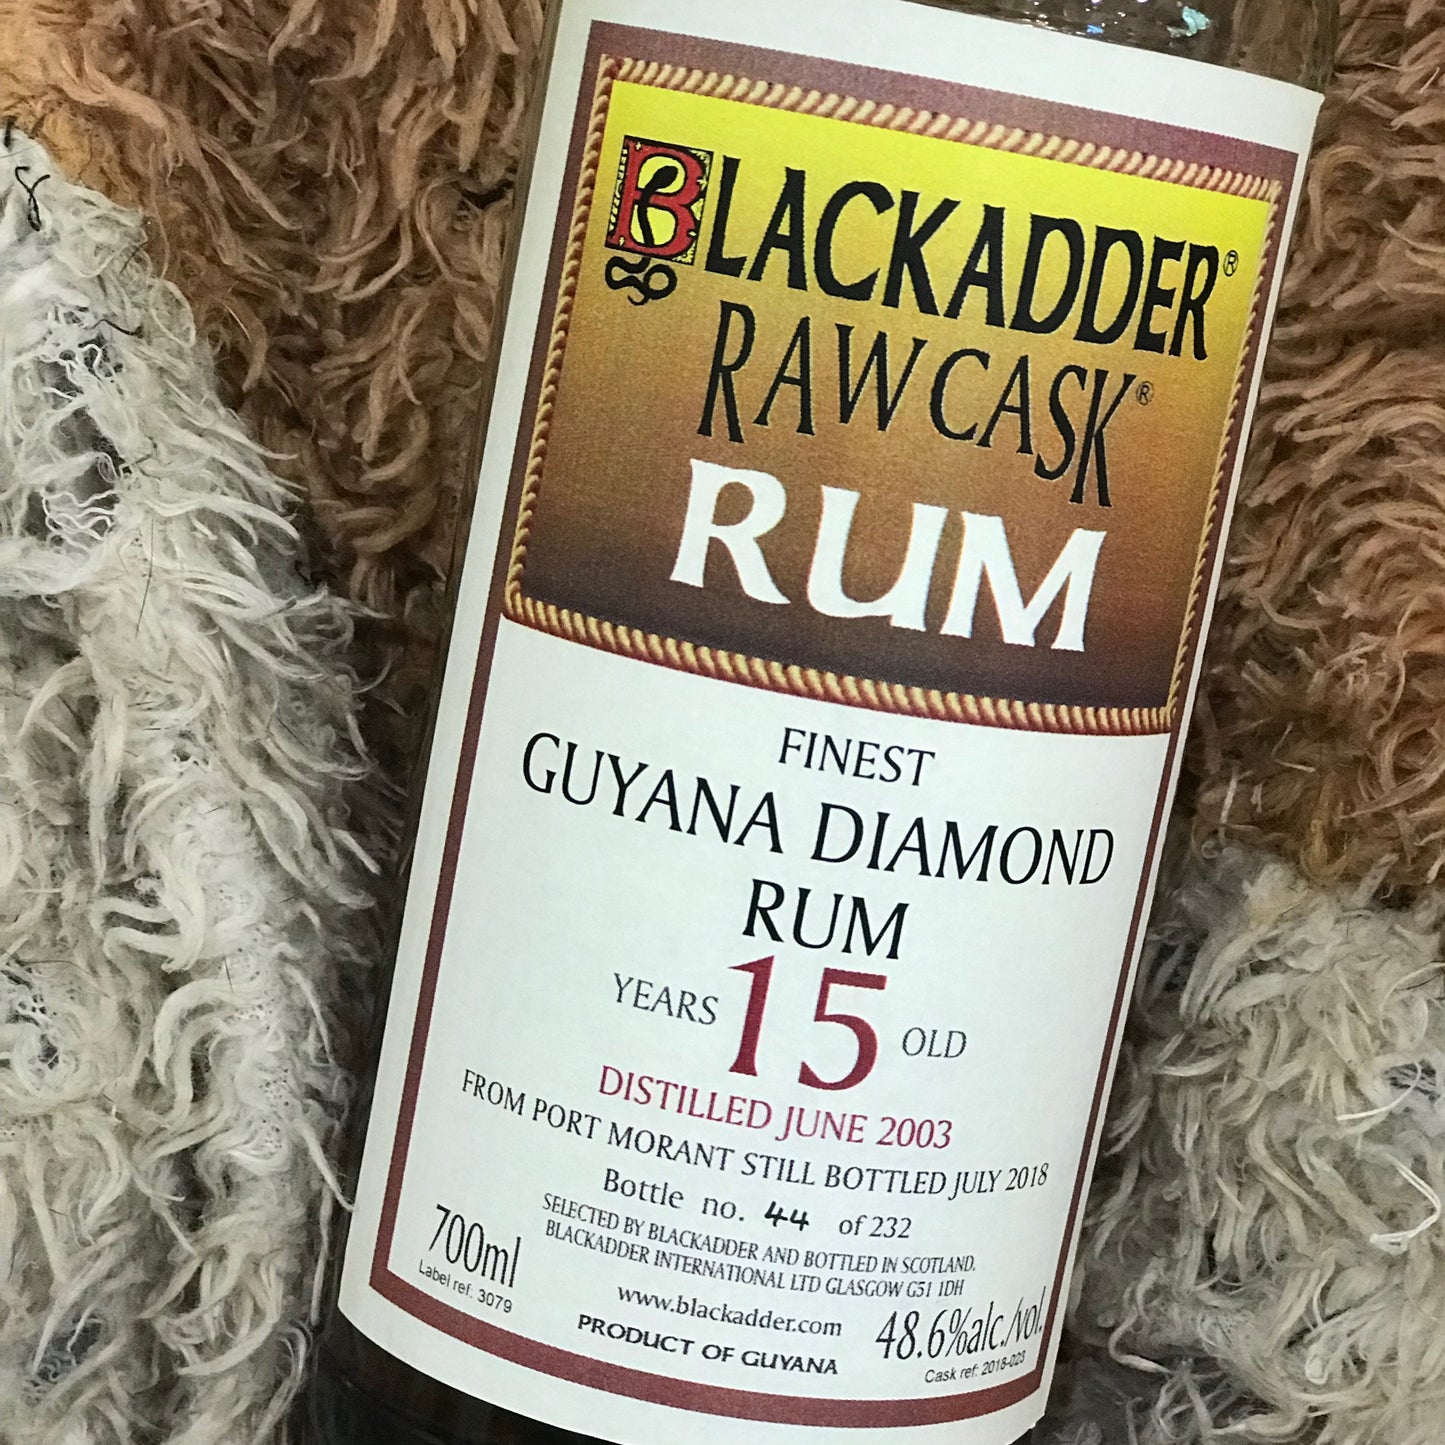 BLACKADDER®
RAW CASK®
RUM
FINEST
GUYANA DIAMOND
RUM
YEARS 15 OLD
DISTILLED JUNE 2003
FROM PORT MORANT STILL BOTTLED JULY 2018
Bottle no. 44 of 232
SELECTED BY BLACKADDER AND BOTTLED IN SCOTLAND.
BLACKADDER INTERNATIONAL LTD GLASGOW G51 1DH
700ml
Label ref: 3079
www.blackadder.com
PRODUCT OF GUYANA
48.6%alc./vol.
Cask ref: 2018-023